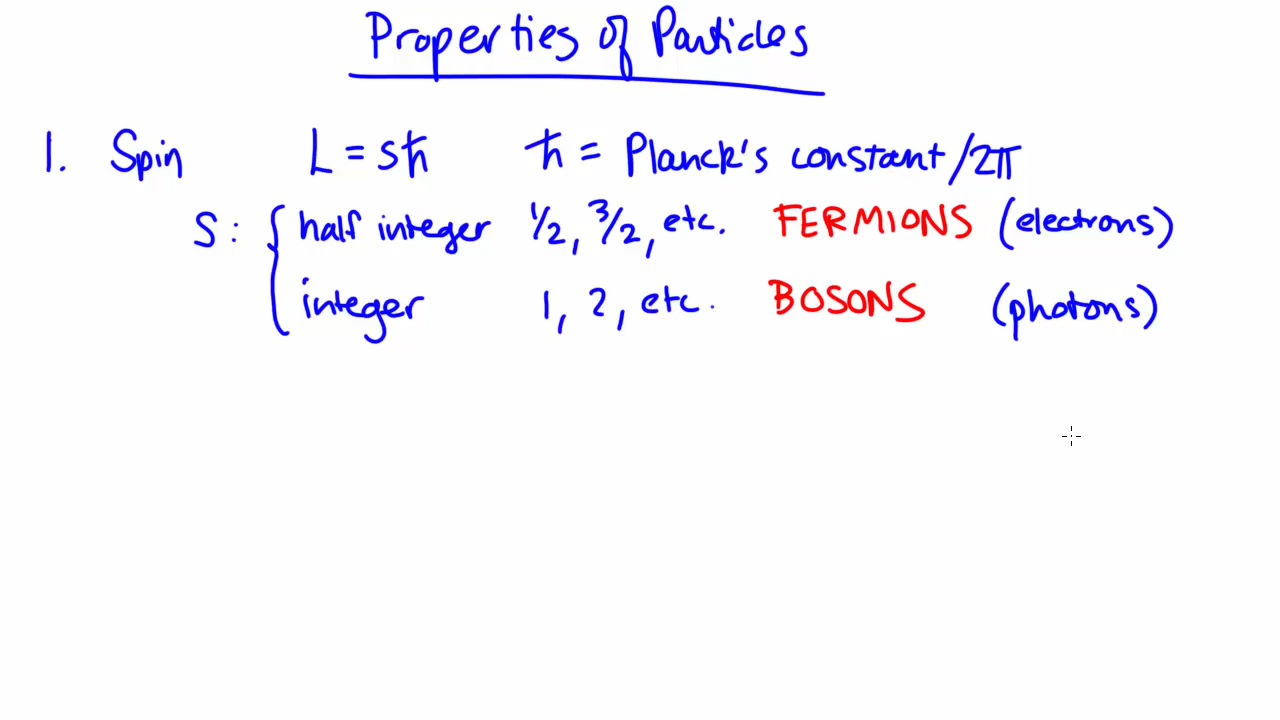 Properties of Particles
1. Spin L = sħ ħ = Planck's constant/2π
S: { half integer 1/2, 3/2, etc. FERMIONS (electrons)
integer 1, 2, etc. BOSONS (photons)